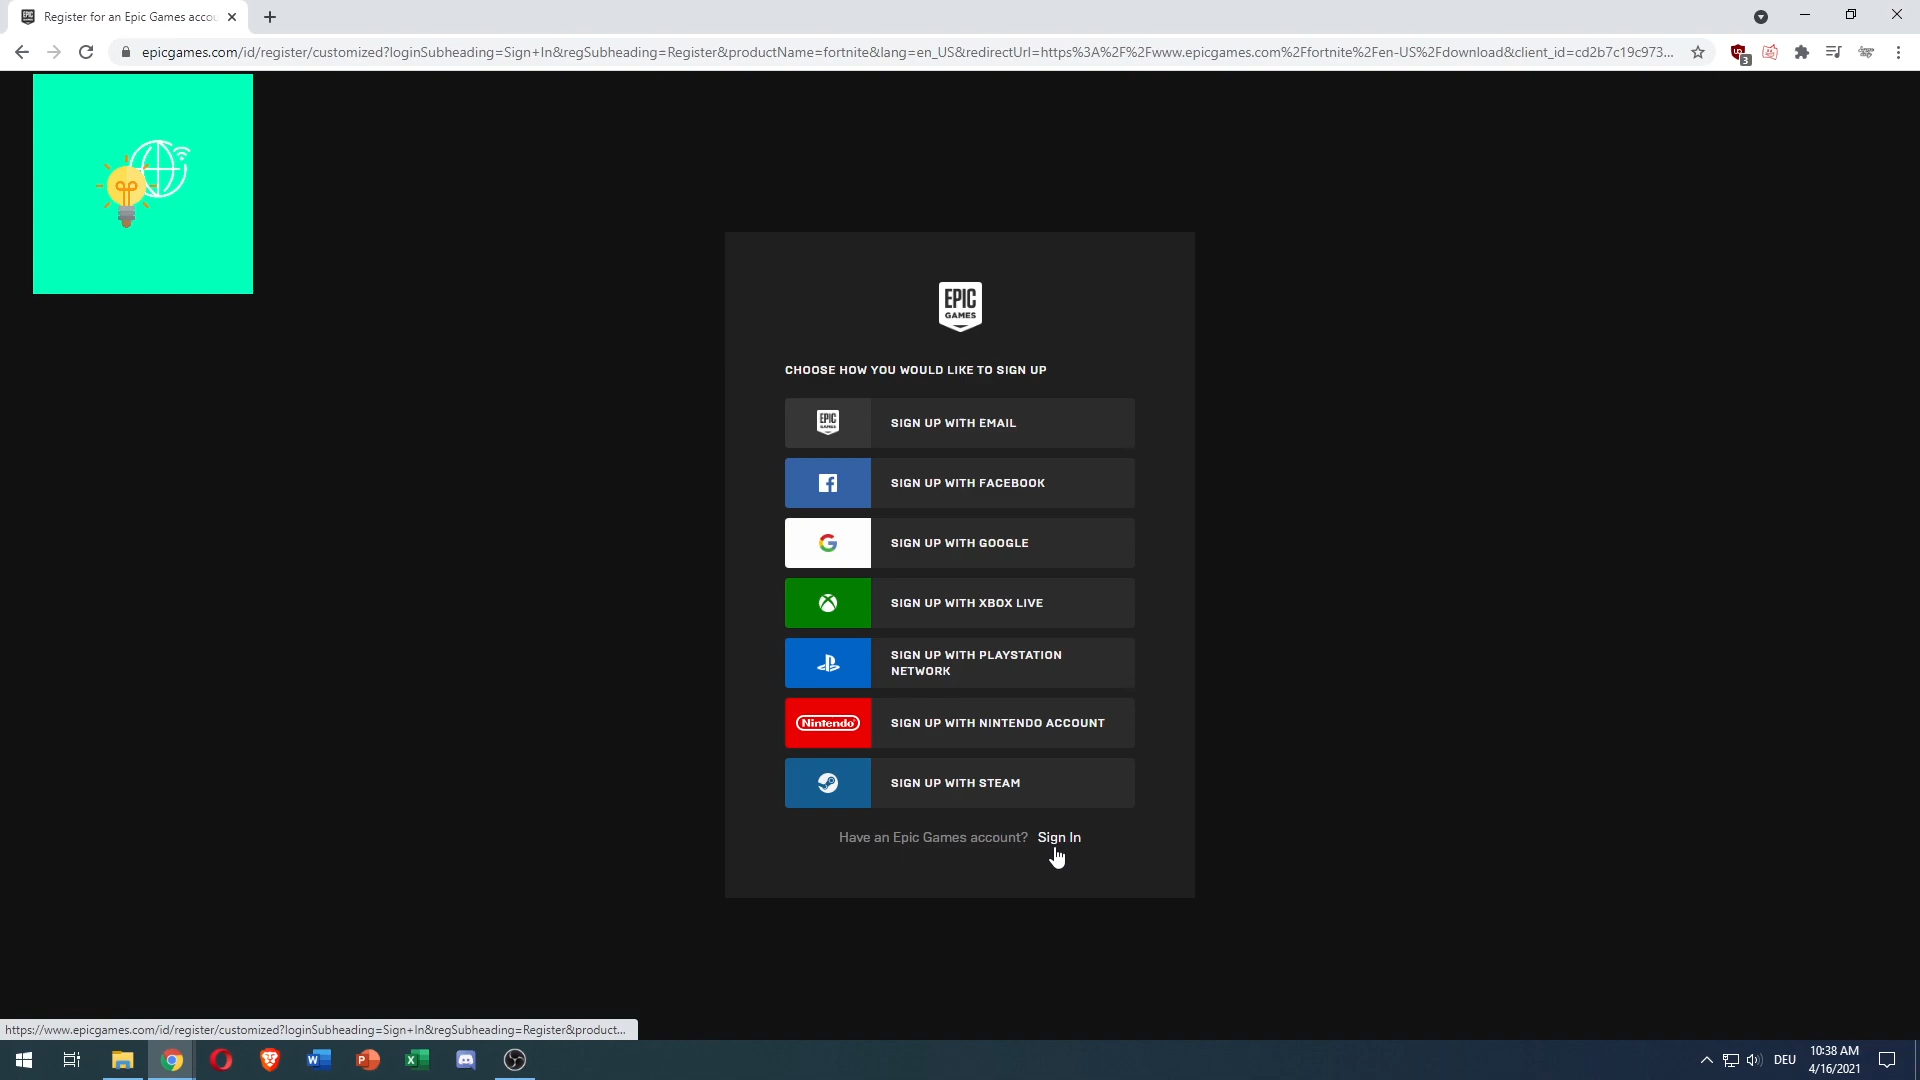 Register for an Epic Games accou
epicgames.com/id/register/customized?loginSubheading=Sign+In&regSubheading=Register&productName=fortnite&lang=en_US&redirectUrl=https%3A%2F%2Fwww.epicgames.com%2Ffortnite%2Fen-US%2Fdownload&client_id=cd2b7c19c973...
3
EPIC
GAMES
CHOOSE HOW YOU WOULD LIKE TO SIGN UP
EPIC
GAMES
SIGN UP WITH EMAIL
SIGN UP WITH FACEBOOK
SIGN UP WITH GOOGLE
SIGN UP WITH XBOX LIVE
SIGN UP WITH PLAYSTATION
NETWORK
Nintendo
SIGN UP WITH NINTENDO ACCOUNT
SIGN UP WITH STEAM
Have an Epic Games account? Sign In
https://www.epicgames.com/id/register/customized?loginSubheading=Sign+In&regSubheading=Register&product...
DEU
10:38 AM
4/16/2021